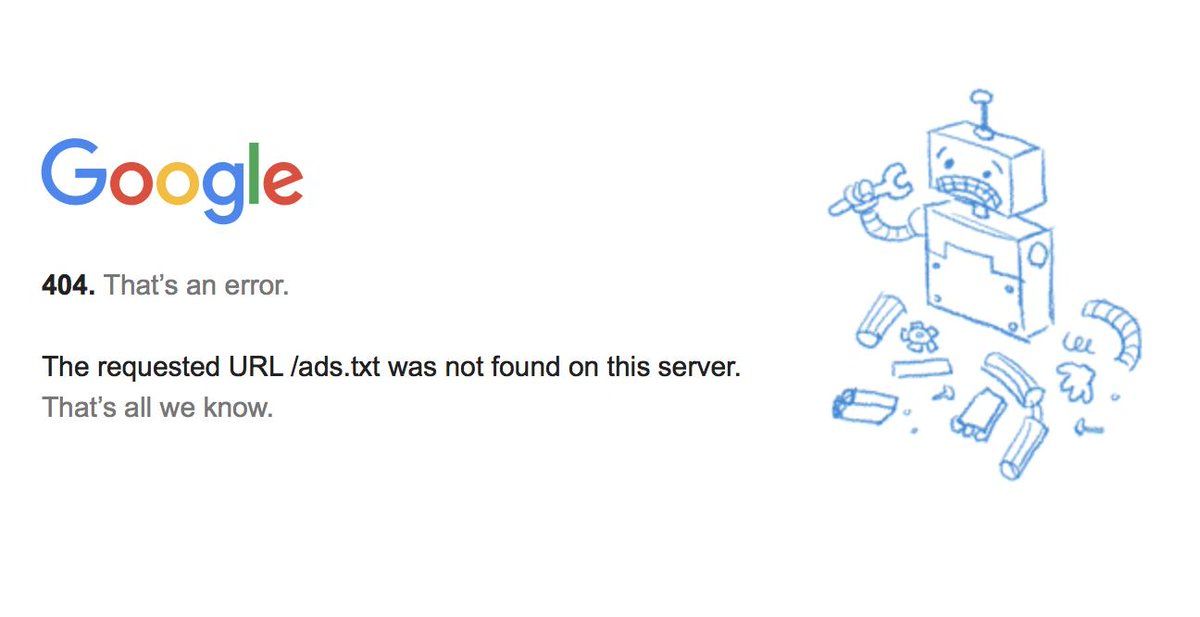 Google
404. That’s an error.
The requested URL /ads.txt was not found on this server.
That’s all we know.